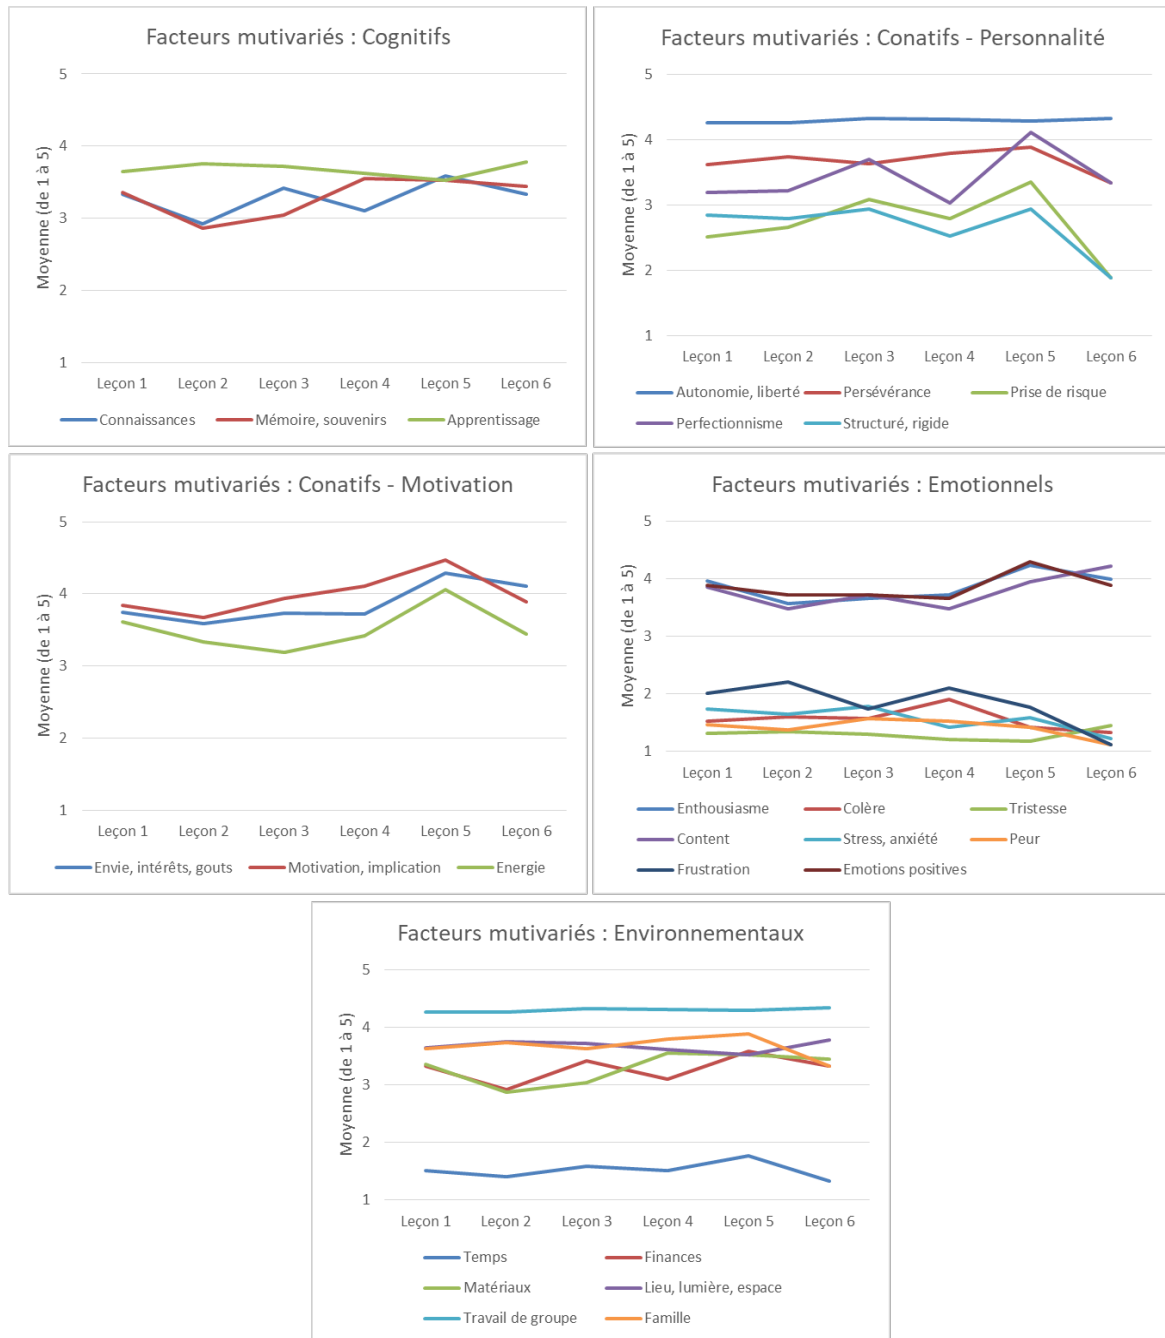 Facteurs mutivariés : Cognitifs
Moyenne (de 1 à 5)
5
4
3
2
1
Leçon 1 Leçon 2 Leçon 3 Leçon 4 Leçon 5 Leçon 6
Connaissances Mémoire, souvenirs Apprentissage
Facteurs mutivariés : Conatifs - Personnalité
Moyenne (de 1 à 5)
5
4
3
2
1
Leçon 1 Leçon 2 Leçon 3 Leçon 4 Leçon 5 Leçon 6
Autonomie, liberté Persévérance Prise de risque
Perfectionnisme Structuré, rigide
Facteurs mutivariés : Conatifs - Motivation
Moyenne (de 1 à 5)
5
4
3
2
1
Leçon 1 Leçon 2 Leçon 3 Leçon 4 Leçon 5 Leçon 6
Envie, intérêts, gouts Motivation, implication Energie
Facteurs mutivariés : Emotionnels
Moyenne (de 1 à 5)
5
4
3
2
1
Leçon 1 Leçon 2 Leçon 3 Leçon 4 Leçon 5 Leçon 6
Enthousiasme Colère Tristesse
Content Stress, anxiété Peur
Frustration Emotions positives
Facteurs mutivariés : Environnementaux
Moyenne (de 1 à 5)
5
4
3
2
1
Leçon 1 Leçon 2 Leçon 3 Leçon 4 Leçon 5 Leçon 6
Temps Finances
Matériaux Lieu, lumière, espace
Travail de groupe Famille